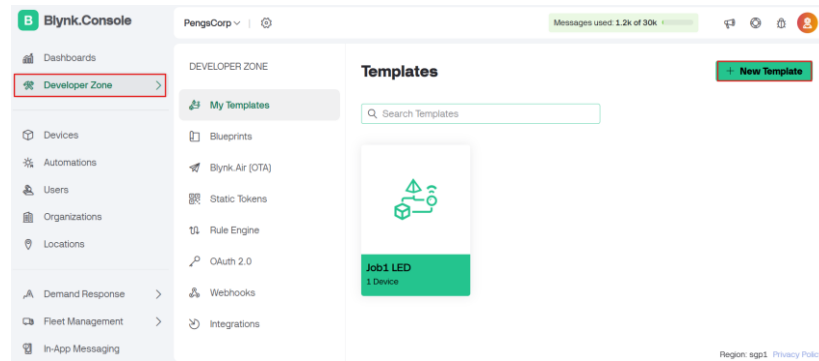 B Blynk.Console
PengsCorp
Messages used: 1.2k of 30k
Dashboards
Developer Zone
Devices
Automations
Users
Organizations
Locations
Demand Response
Fleet Management
In-App Messaging
DEVELOPER ZONE
My Templates
Blueprints
Blynk.Air (OTA)
Static Tokens
Rule Engine
OAuth 2.0
Webhooks
Integrations
Templates
+ New Template
Search Templates
Job1 LED
1 Device
Region: sgp1 Privacy Polic